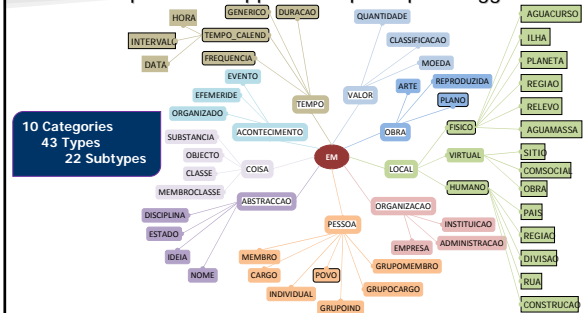 HORA
GENERICO
DURACAO
QUANTIDADE
AGUACURSO
INTERVALO
TEMPO_CALEND
CLASSIFICACAO
ILHA
DATA
FREQUENCIA
MOEDA
PLANETA
EVENTO
TEMPO
VALOR
ARTE
REPRODUZIDA
REGIAO
EFEMERIDE
PLANO
RELEVO
ORGANIZADO
ACONTECIMENTO
OBRA
FISICO
AGUAMASSA
10 Categories
43 Types
22 Subtypes
SUBSTANCIA
OBJECTO
COISA
EM
LOCAL
VIRTUAL
SITIO
CLASSE
COMSOCIAL
MEMBROCLASSE
HUMANO
OBRA
ABSTRACCAO
ORGANIZACAO
PAIS
DISCIPLINA
PESSOA
INSTITUICAO
REGIAO
ESTADO
EMPRESA
ADMINISTRACAO
DIVISAO
IDEIA
MEMBRO
GRUPOMEMBRO
RUA
NOME
CARGO
POVO
GRUPOCARGO
INDIVIDUAL
GRUPOIND
CONSTRUCAO